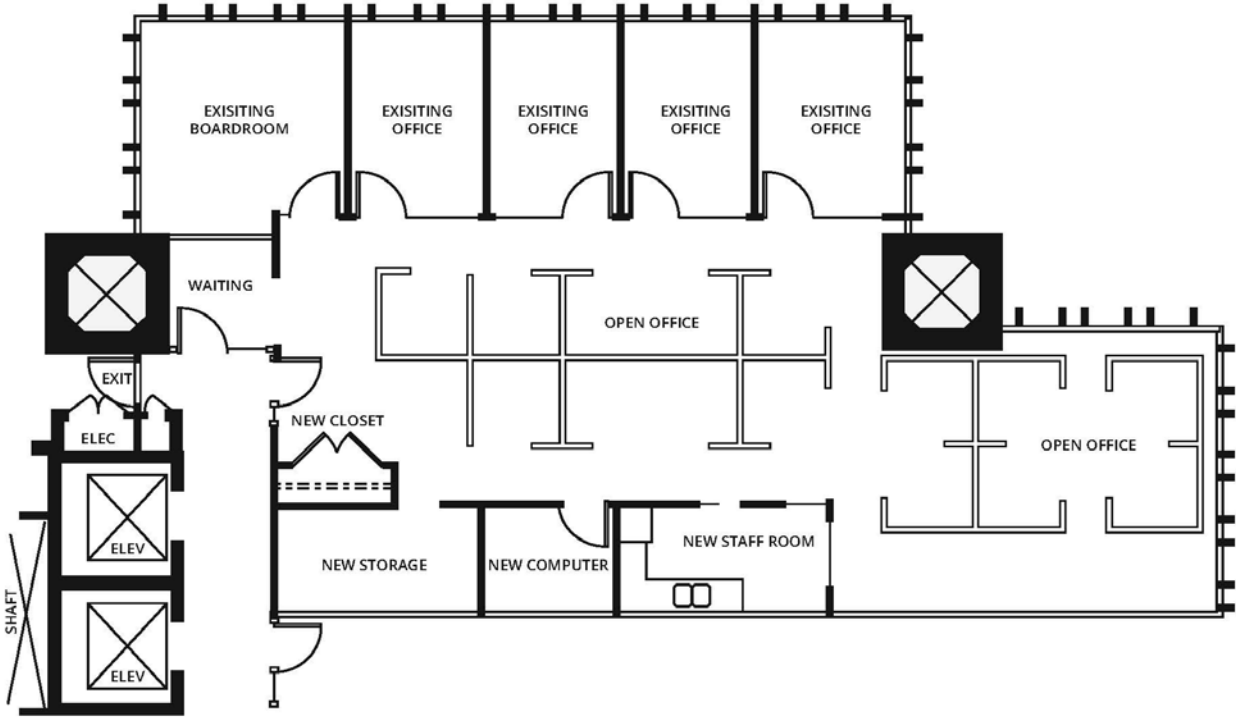 EXISITING
BOARDROOM
EXISITING
OFFICE
EXISITING
OFFICE
EXISITING
OFFICE
EXISITING
OFFICE
WAITING
OPEN OFFICE
EXIT
NEW CLOSET
ELEC
OPEN OFFICE
ELEV
NEW STORAGE
NEW COMPUTER
NEW STAFF ROOM
SHAFT
ELEV